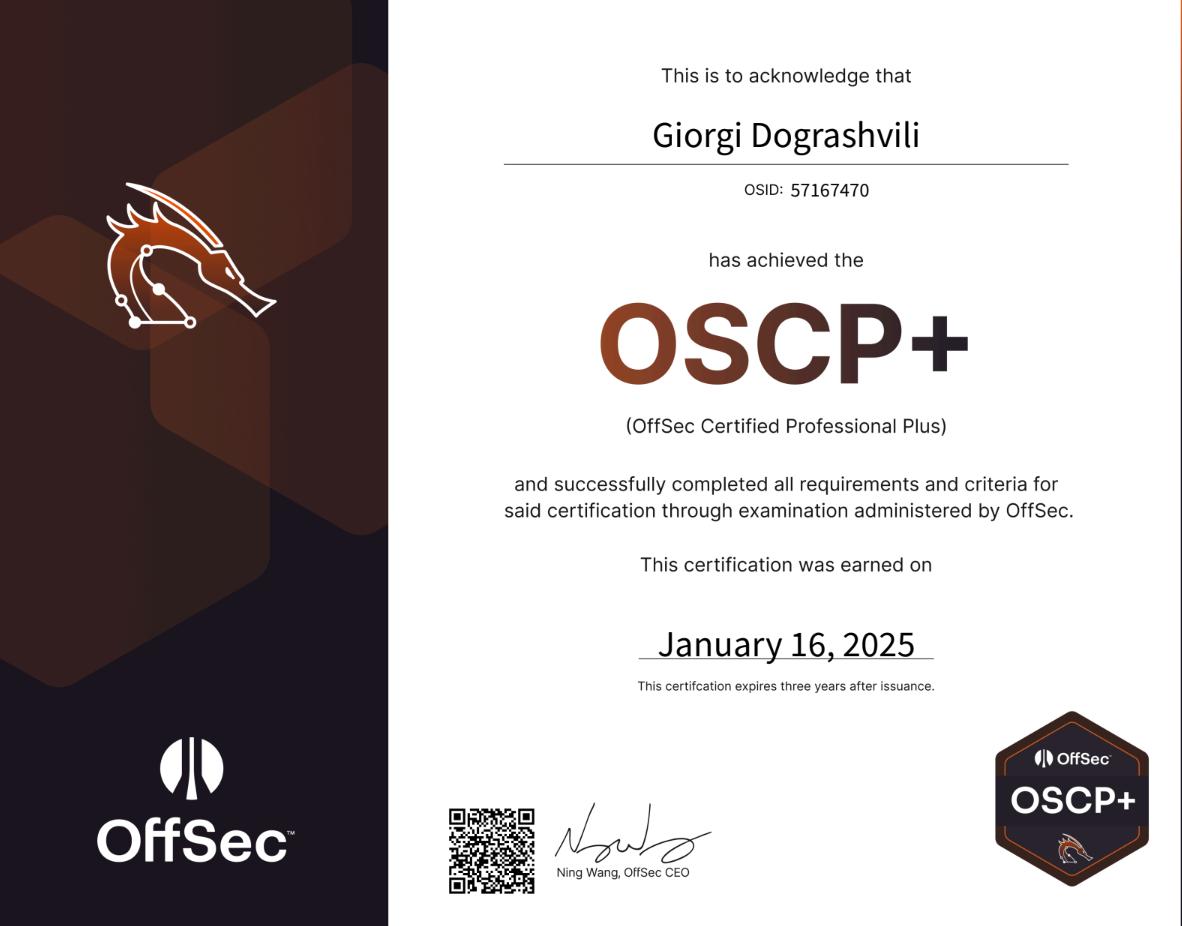 This is to acknowledge that
Giorgi Dograshvili
OSID: 57167470
has achieved the
OSCP+
(OffSec Certified Professional Plus)
and successfully completed all requirements and criteria for
said certification through examination administered by OffSec.
This certification was earned on
January 16, 2025
This certifcation expires three years after issuance.
Ning Wang, OffSec CEO
OffSec™
OffSec™
OSCP+